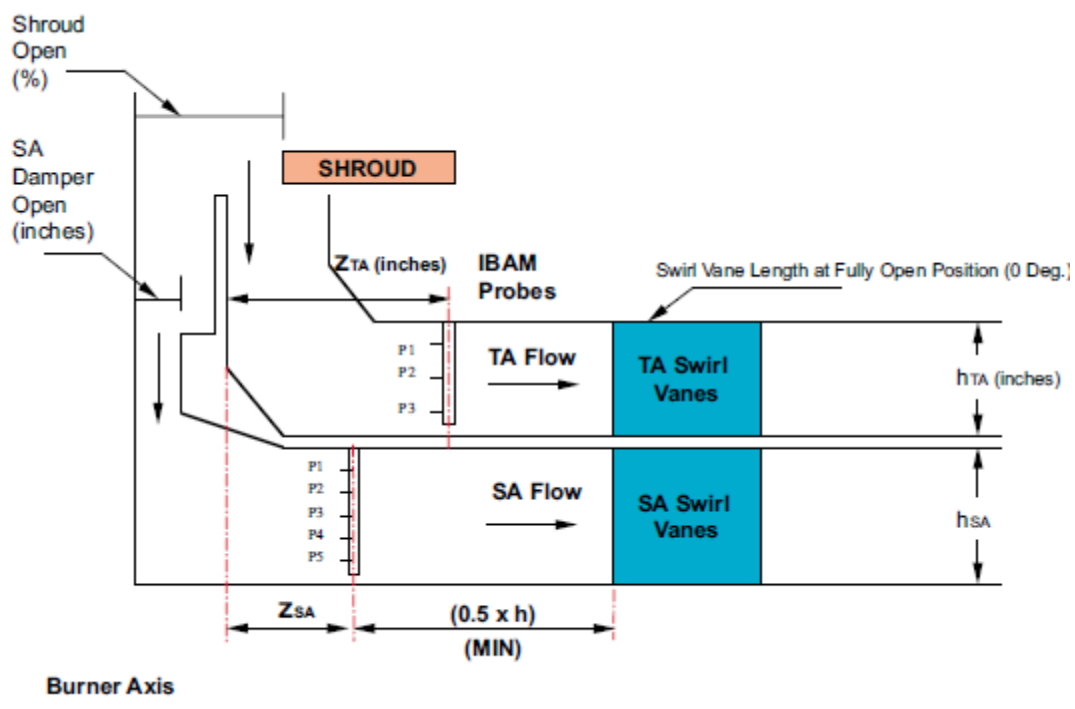 Shroud
Open
(%)
SHROUD
SA
Damper
Open
(inches)
ZTA (inches)
IBAM
Probes
Swirl Vane Length at Fully Open Position (0 Deg.)
P1
P2
P3
TA Flow
TA Swirl
Vanes
hTA (inches)
P1
P2
P3
P4
P5
SA Flow
SA Swirl
Vanes
hSA
ZSA
(0.5 x h)
(MIN)
Burner Axis